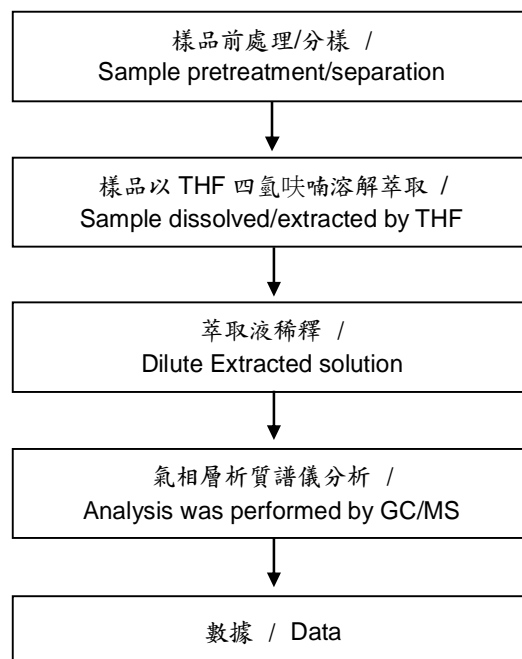 樣品前處理/分樣 /
Sample pretreatment/separation
樣品以 THF 四氫呋喃溶解萃取 /
Sample dissolved/extracted by THF
萃取液稀釋 /
Dilute Extracted solution
氣相層析質譜儀分析 /
Analysis was performed by GC/MS
數據 / Data